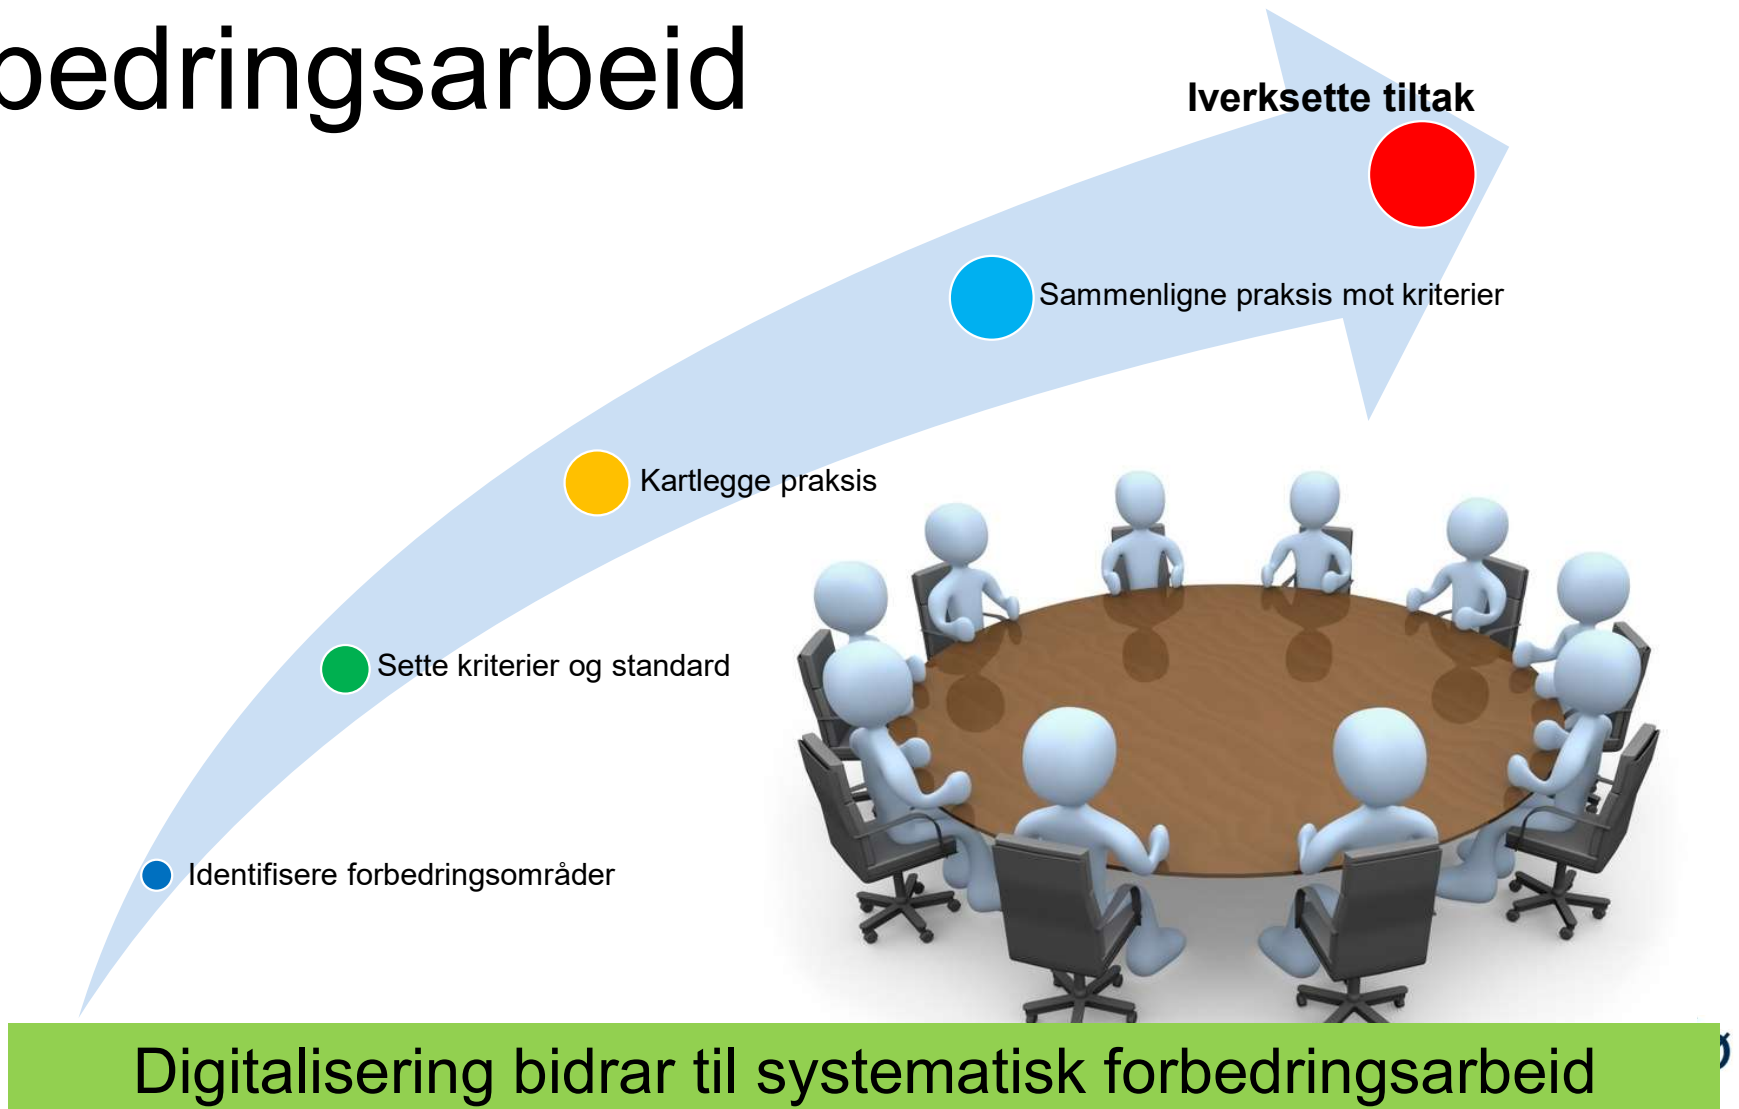 bedringsarbeid
Iverksette tiltak
Sammenligne praksis mot kriterier
Kartlegge praksis
Sette kriterier og standard
Identifisere forbedringsområder
Digitalisering bidrar til systematisk forbedringsarbeid